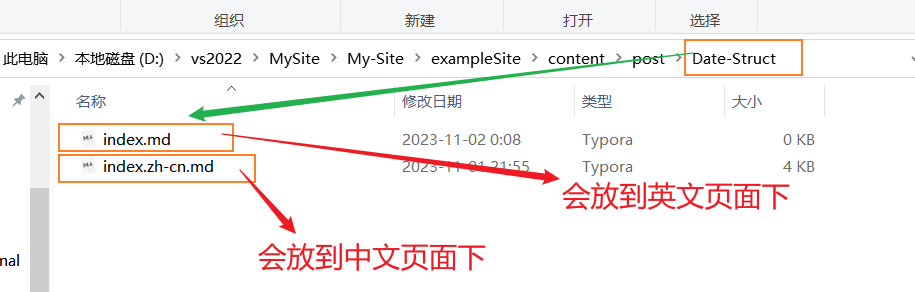 组织 新建 打开 选择
此电脑 > 本地磁盘 (D:) > vs2022 > MySite > My-Site > exampleSite > content > post > Date-Struct
名称 修改日期 类型 大小
index.md 2023-11-02 0:08 Typora 0 KB
index.zh-cn.md 2023-11-01 21:55 Typora 4 KB
会放到英文页面下
会放到中文页面下
nal